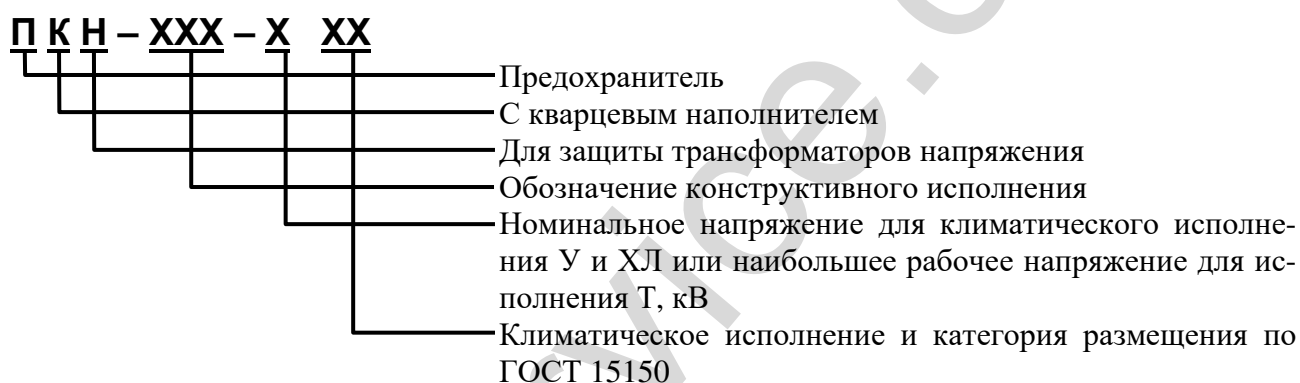 П К Н – ХХХ – Х ХХ
Предохранитель
С кварцевым наполнителем
Для защиты трансформаторов напряжения
Обозначение конструктивного исполнения
Номинальное напряжение для климатического исполне-
ния У и ХЛ или наибольшее рабочее напряжение для ис-
полнения Т, кВ
Климатическое исполнение и категория размещения по
ГОСТ 15150